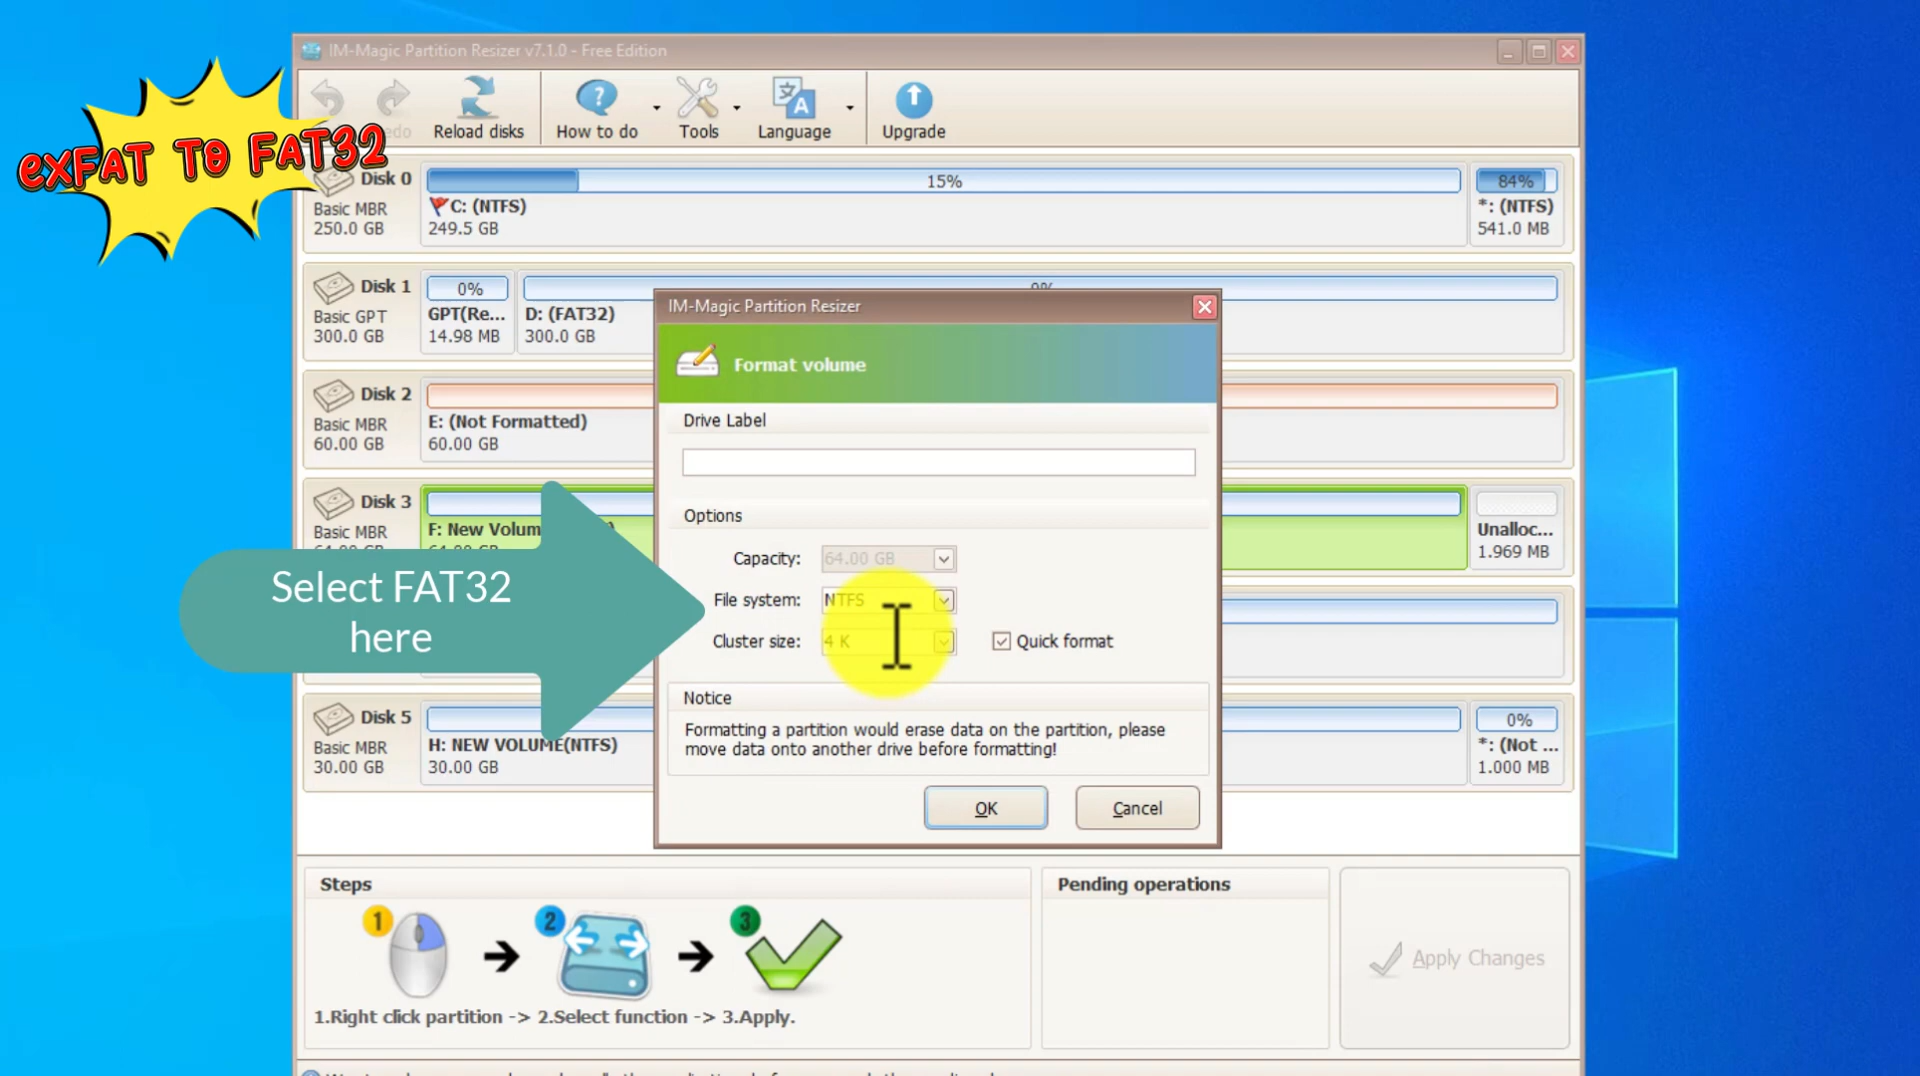 IM-Magic Partition Resizer v7.1.0 - Free Edition
Reload disks
How to do
Tools
Language
Upgrade
exFAT TO FAT32
Disk 0
Basic MBR
250.0 GB
15%
C: (NTFS)
249.5 GB
84%
*: (NTFS)
541.0 MB
Disk 1
Basic GPT
300.0 GB
0%
GPT(Re...
14.98 MB
D: (FAT32)
300.0 GB
Disk 2
Basic MBR
60.00 GB
E: (Not Formatted)
60.00 GB
Disk 3
Basic MBR
F: New Volum
Unalloc...
1.969 MB
Select FAT32
here
Disk 5
Basic MBR
30.00 GB
H: NEW VOLUME(NTFS)
30.00 GB
0%
*: (Not ...
1.000 MB
IM-Magic Partition Resizer
Format volume
Drive Label
Options
Capacity: 64.00 GB
File system: NTFS
Cluster size: 4 K
Quick format
Notice
Formatting a partition would erase data on the partition, please
move data onto another drive before formatting!
OK
Cancel
Steps
1
2
3
1.Right click partition -> 2.Select function -> 3.Apply.
Pending operations
Apply Changes